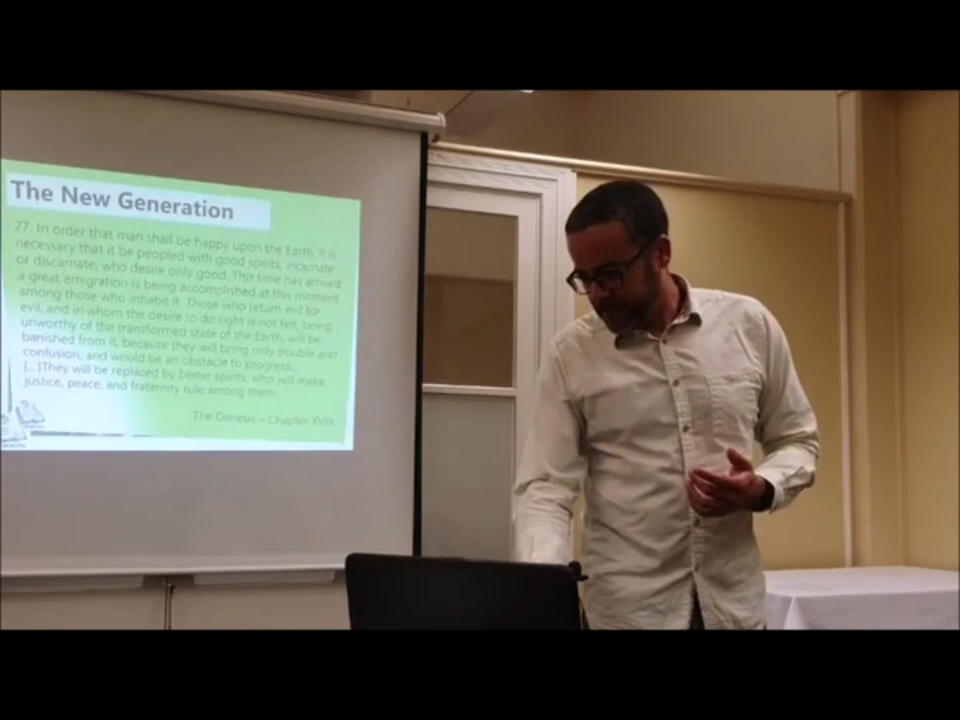 The New Generation
27. In order that man shall be happy upon the Earth, it is
necessary that it be peopled with good spirits, incarnate
or discarnate, who desire only good. This time has arrived
a great emigration is being accomplished at this moment
among those who inhabit it. Those who return evil for
evil, and in whom the desire to do right is not felt, being
unworthy of the transformed state of the Earth, will be
banished from it, because they will bring only trouble and
confusion, and would be an obstacle to progress...
[...]They will be replaced by better spirits, who will make
justice, peace, and fraternity rule among them.
The Genesis – Chapter XVIII